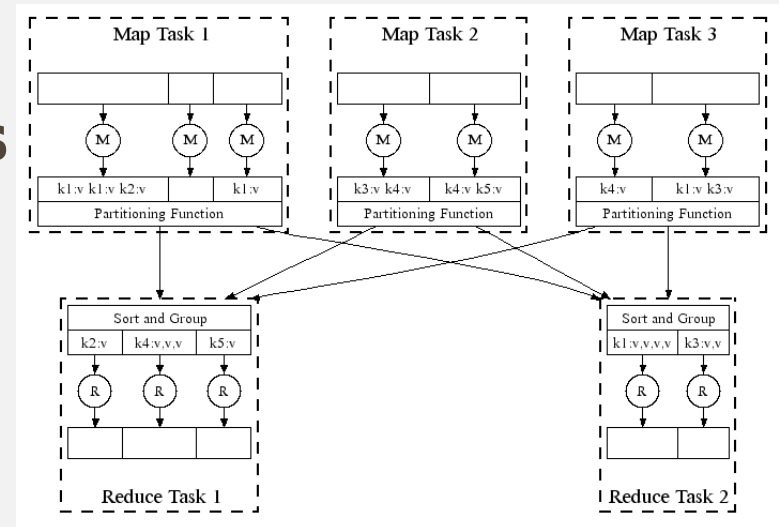 s
Map Task 1 Map Task 2 Map Task 3
M M M M M M M
k1:v k1:v k2:v k1:v k3:v k4:v k4:v k5:v k4:v k1:v k3:v
Partitioning Function Partitioning Function Partitioning Function
Sort and Group Sort and Group
k2:v k4:v,v,v k5:v k1:v,v,v,v k3:v,v
R R R R R
Reduce Task 1 Reduce Task 2